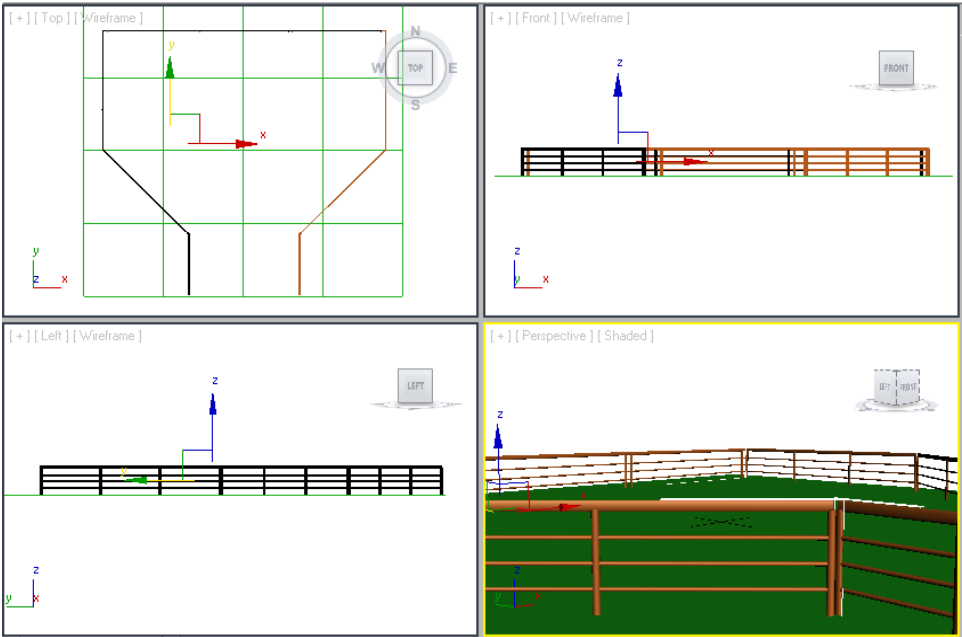 [ + ] [ Top ] [ Wireframe ]
N
W TOP E
S
y
x
y
z x
[ + ] [ Front ] [ Wireframe ]
FRONT
z
x
z
y x
[ + ] [ Left ] [ Wireframe ]
LEFT
z
y
z
y x
[ + ] [ Perspective ] [ Shaded ]
LEFT FRONT
z
z
y